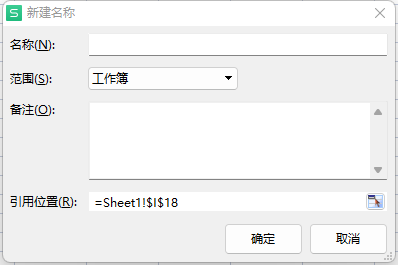 新建名称
名称(N):
范围(S):
工作簿
备注(O):
引用位置(R):
=Sheet1!$I$18
确定
取消